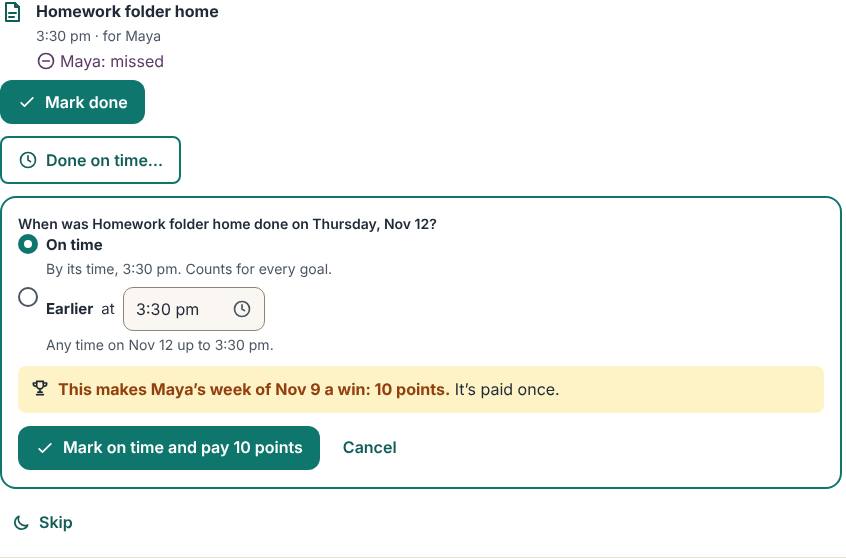 Homework folder home
3:30 pm · for Maya
Maya: missed
Mark done
Done on time...
When was Homework folder home done on Thursday, Nov 12?
On time
By its time, 3:30 pm. Counts for every goal.
Earlier at 3:30 pm
Any time on Nov 12 up to 3:30 pm.
This makes Maya’s week of Nov 9 a win: 10 points. It’s paid once.
Mark on time and pay 10 points Cancel
Skip